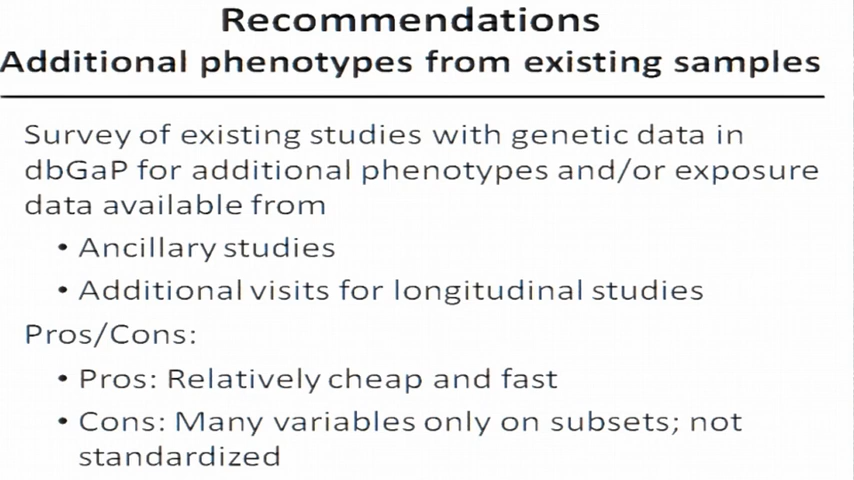 Recommendations
Additional phenotypes from existing samples
Survey of existing studies with genetic data in
dbGaP for additional phenotypes and/or exposure
data available from
• Ancillary studies
• Additional visits for longitudinal studies
Pros/Cons:
• Pros: Relatively cheap and fast
• Cons: Many variables only on subsets; not
standardized